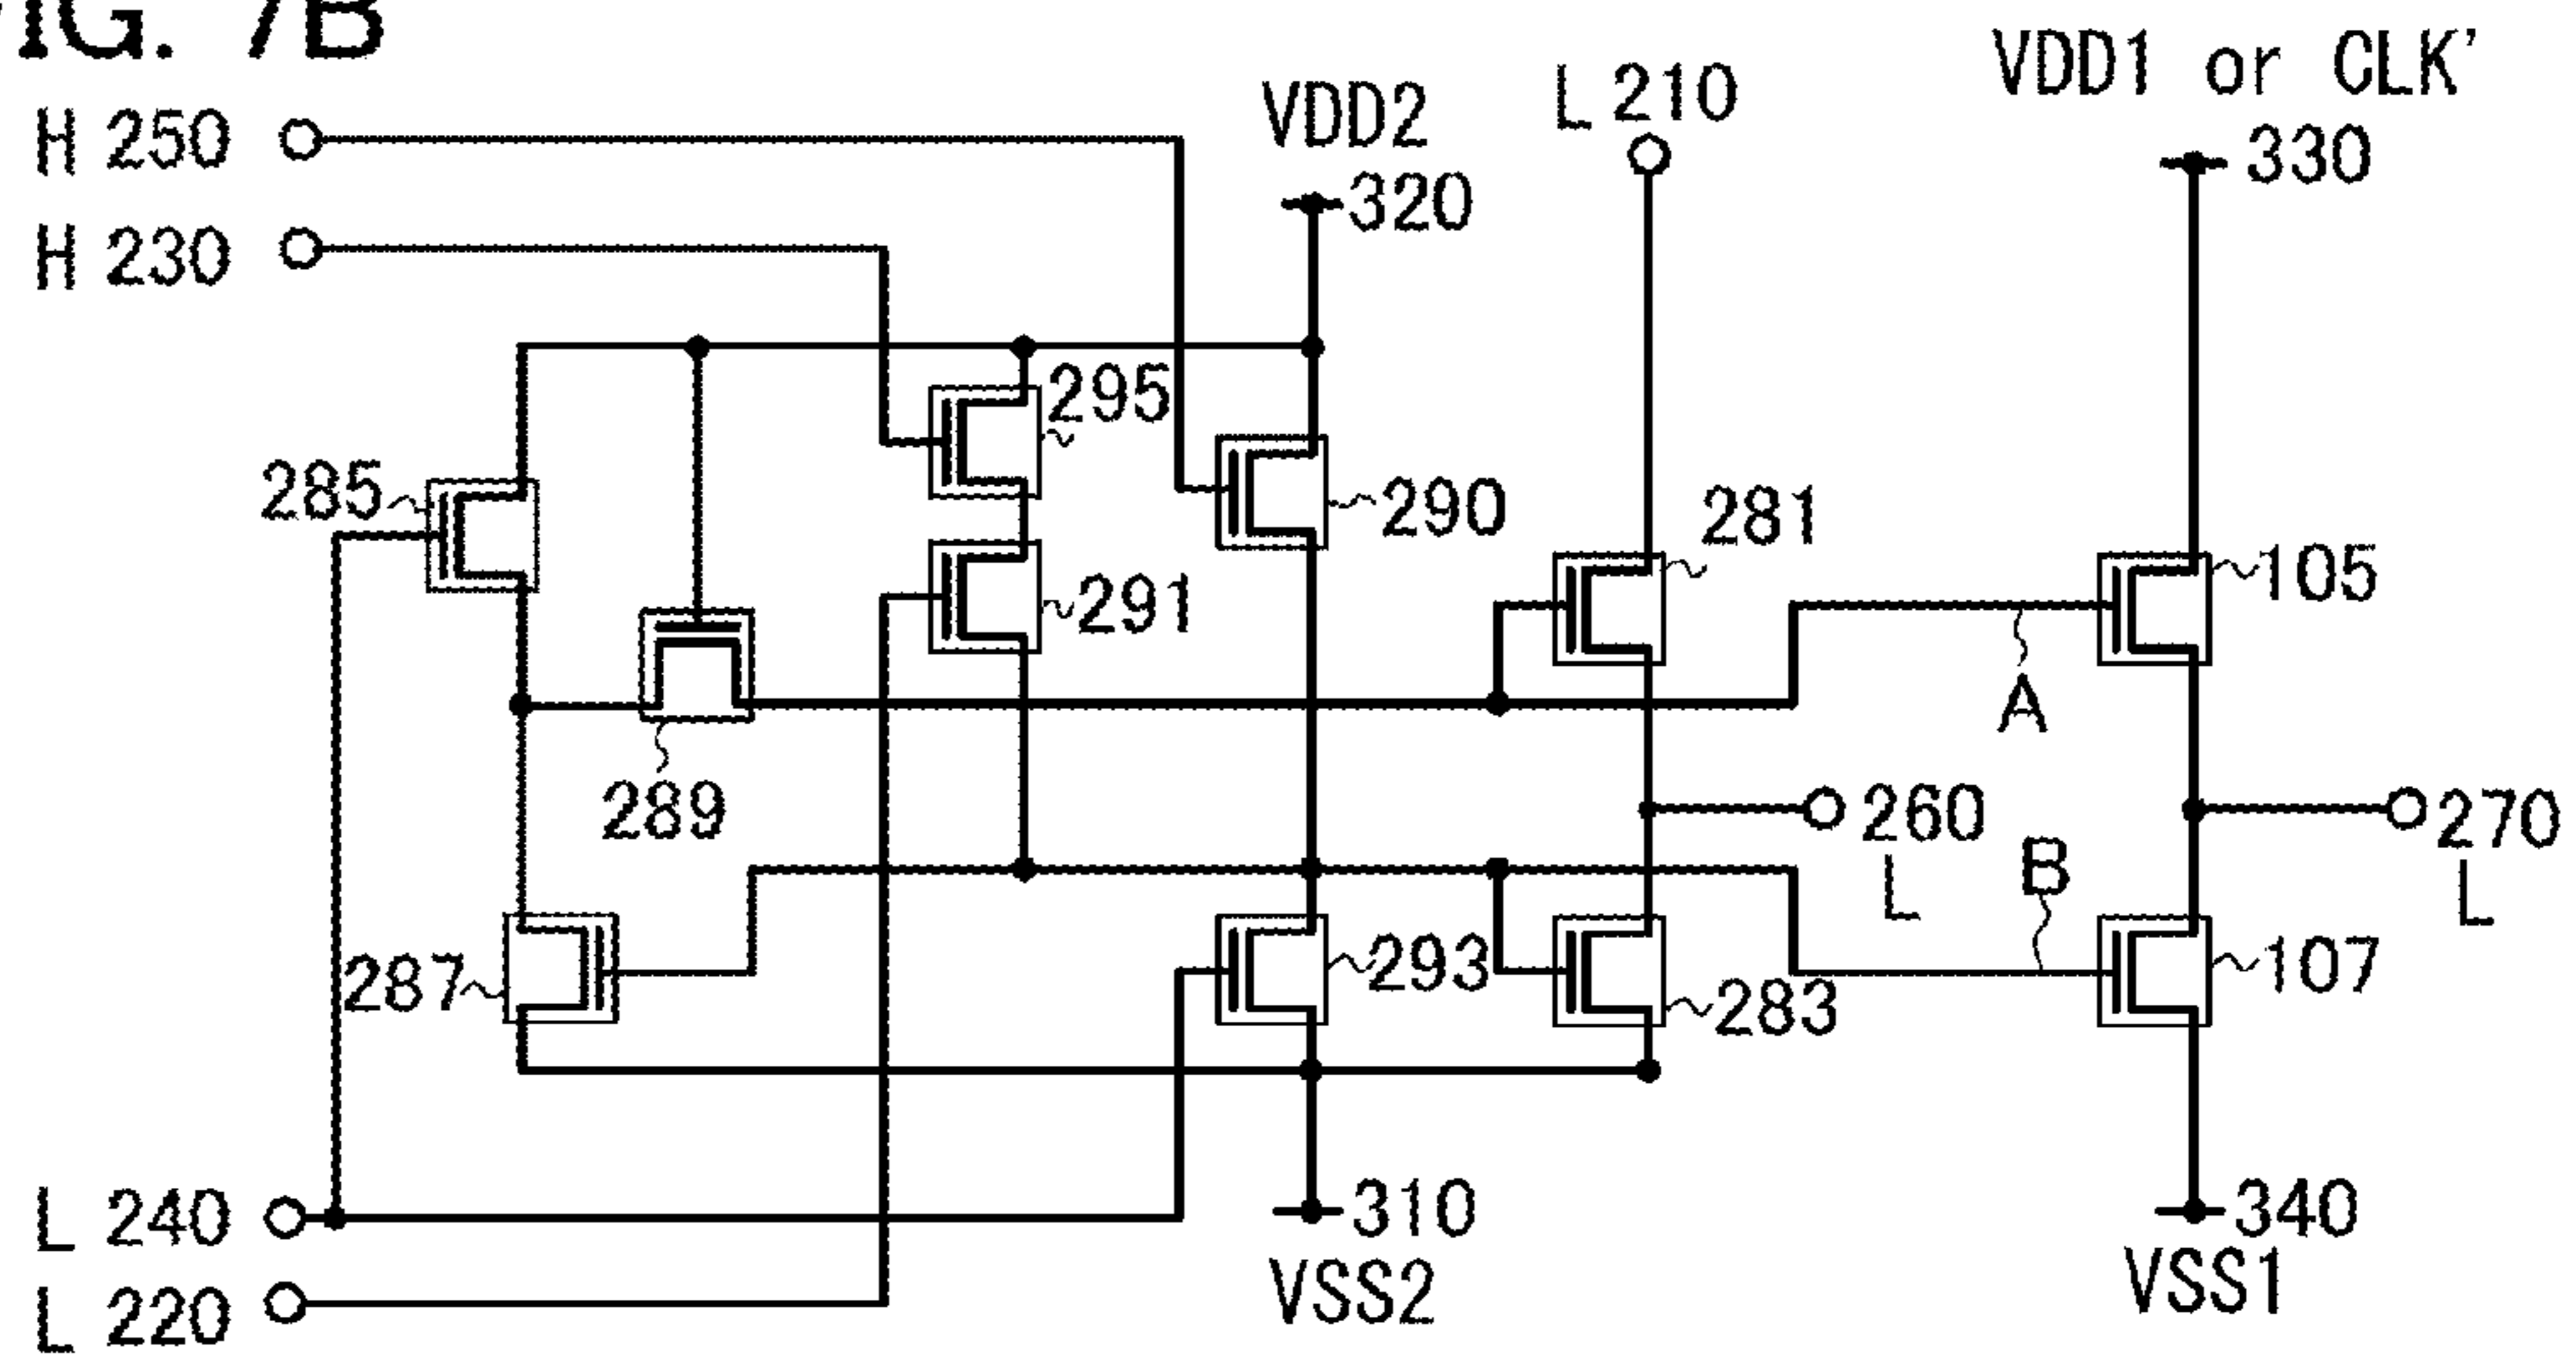 FIG. 7B
VDD1 or CLK'
330
L 210
VDD2
320
H 250
H 230
295
285
290
281
105
291
A
289
260
L
270
L
B
287
293
283
107
L 240
310
VSS2
340
VSS1
L 220